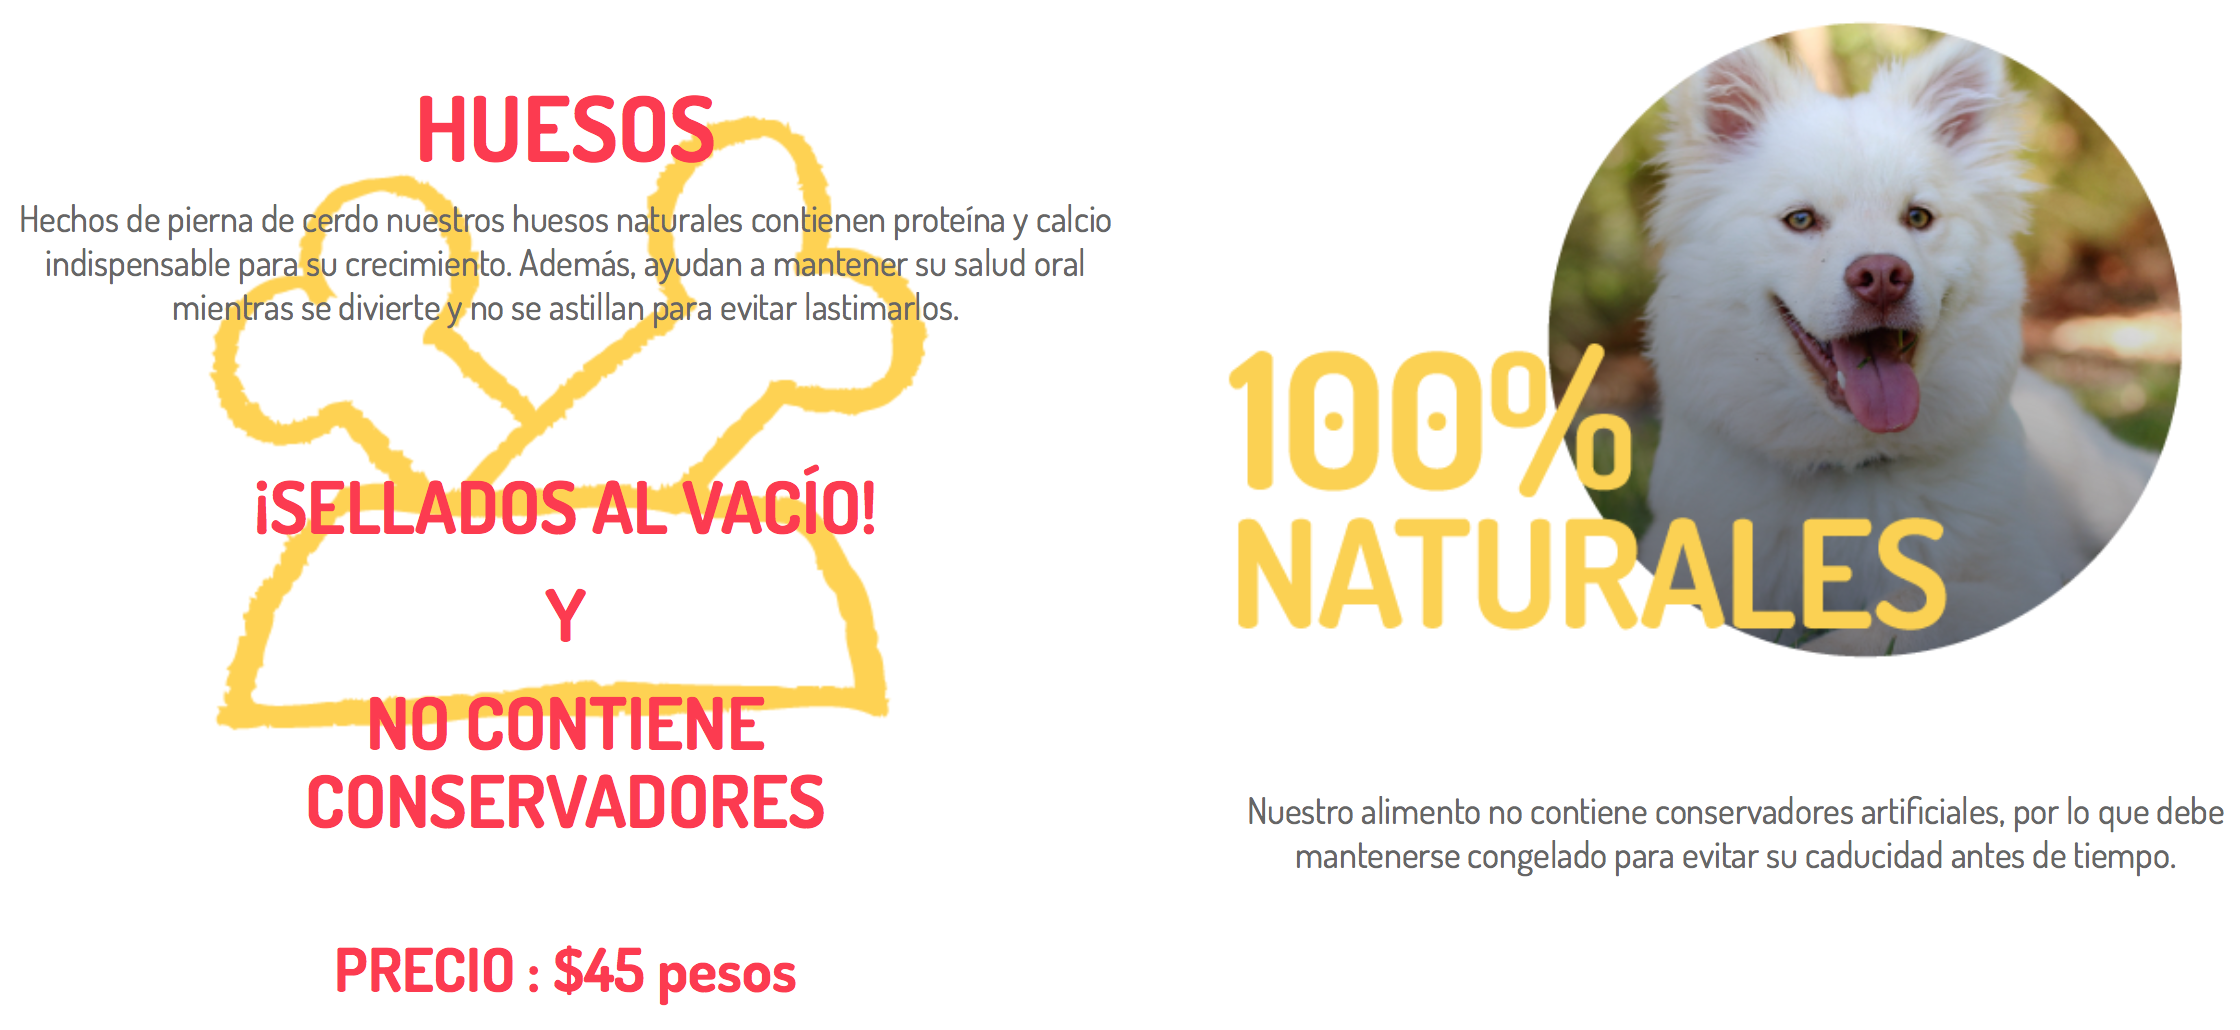 HUESOS
Hechos de pierna de cerdo nuestros huesos naturales contienen proteína y calcio
indispensable para su crecimiento. Además, ayudan a mantener su salud oral
mientras se divierte y no se astillan para evitar lastimarlos.
¡SELLADOS AL VACÍO!
Y
NO CONTIENE
CONSERVADORES
PRECIO : $45 pesos
100%
NATURALES
Nuestro alimento no contiene conservadores artificiales, por lo que debe
mantenerse congelado para evitar su caducidad antes de tiempo.